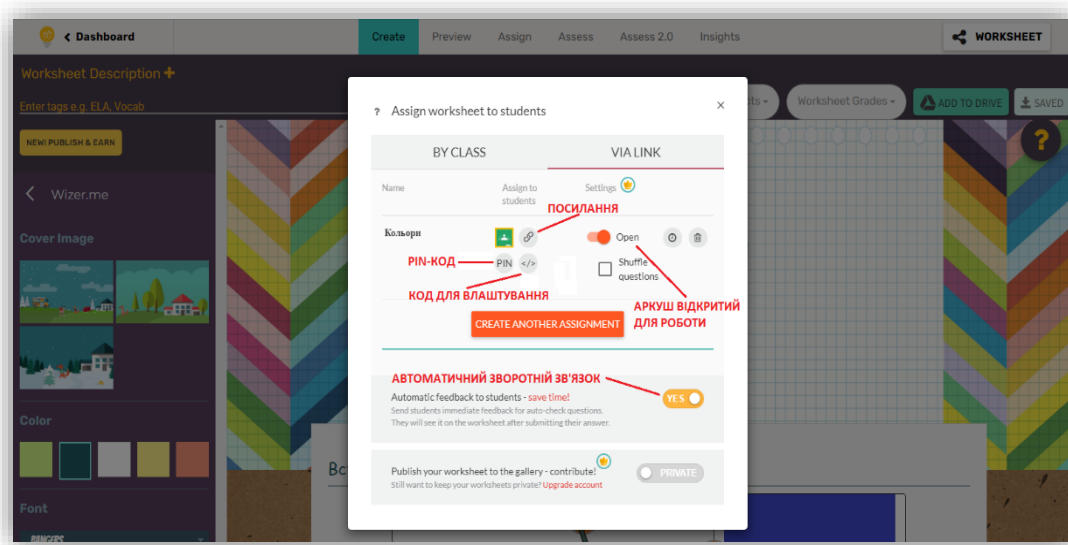 < Dashboard
Create Preview Assign Assess Assess 2.0 Insights
WORKSHEET
Worksheet Description +
Enter tags e.g. ELA, Vocab
Worksheet Grades
ADD TO DRIVE
SAVED
NEW! PUBLISH & EARN
?
Wizer.me
Cover Image
Color
Font
BANGERS
? Assign worksheet to students ×
BY CLASS VIA LINK
Name Assign to students Settings
ПОСИЛАННЯ
Кольори
Open
PIN-КОД
PIN </>
Shuffle questions
КОД ДЛЯ ВЛАШТУВАННЯ
АРКУШ ВІДКРИТИЙ
ДЛЯ РОБОТИ
CREATE ANOTHER ASSIGNMENT
АВТОМАТИЧНИЙ ЗВОРОТНІЙ ЗВ'ЯЗОК
Automatic feedback to students - save time!
YES
Send students immediate feedback for auto-check questions.
They will see it on the worksheet after submitting their answer.
Publish your worksheet to the gallery - contribute!
PRIVATE
Still want to keep your worksheets private? Upgrade account